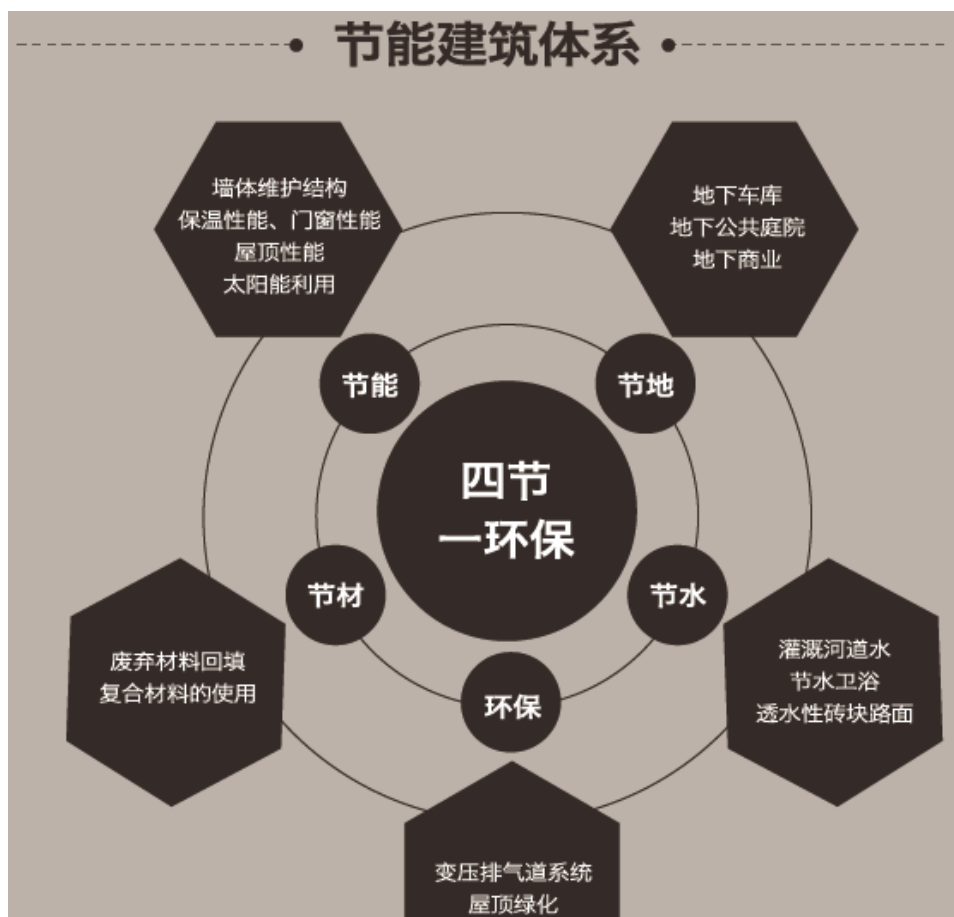 节能建筑体系
墙体维护结构
保温性能、门窗性能
屋顶性能
太阳能利用
地下车库
地下公共庭院
地下商业
节能
节地
四节
一环保
节材
节水
环保
废弃材料回填
复合材料的使用
灌溉河道水
节水卫浴
透水性砖块路面
变压排气道系统
屋顶绿化